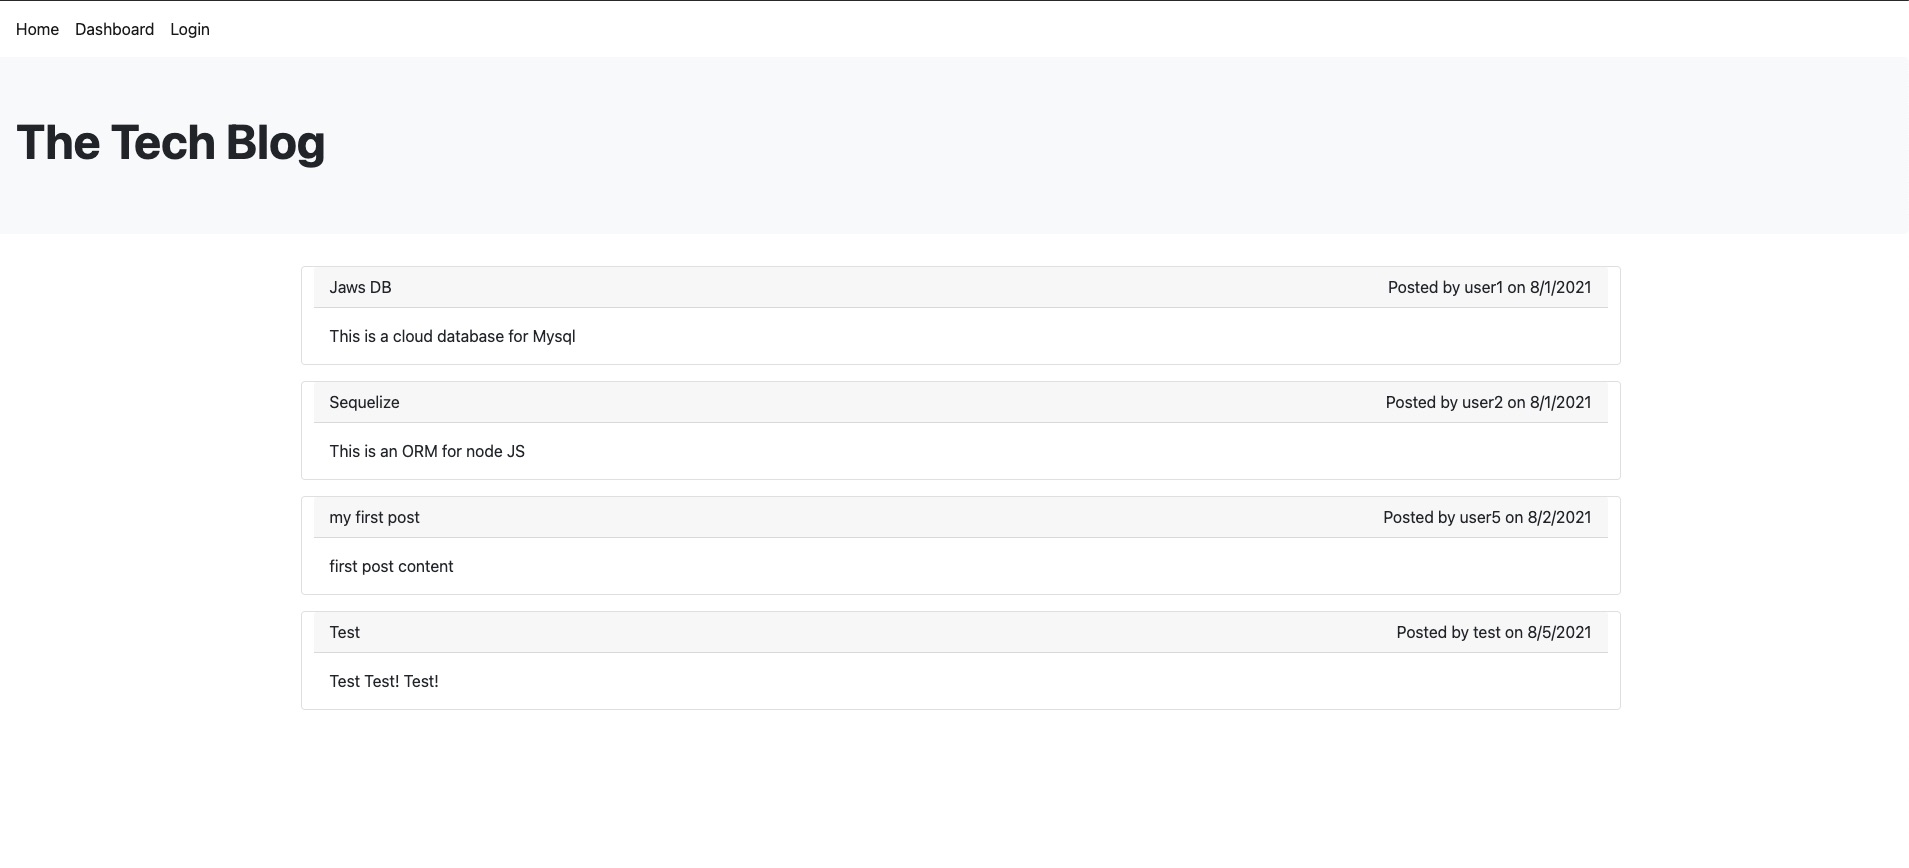 Home Dashboard Login
The Tech Blog
Jaws DB Posted by user1 on 8/1/2021
This is a cloud database for Mysql
Sequelize Posted by user2 on 8/1/2021
This is an ORM for node JS
my first post Posted by user5 on 8/2/2021
first post content
Test Posted by test on 8/5/2021
Test Test! Test!